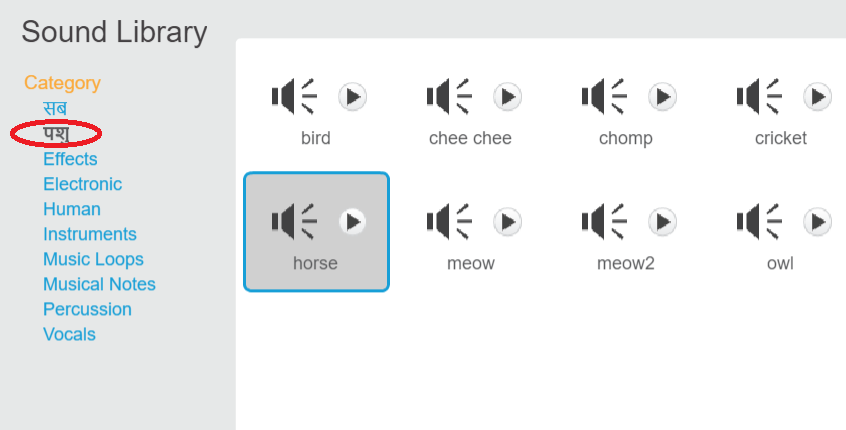 Sound Library
Category
सब
पशु
Effects
Electronic
Human
Instruments
Music Loops
Musical Notes
Percussion
Vocals
bird chee chee chomp cricket
horse meow meow2 owl